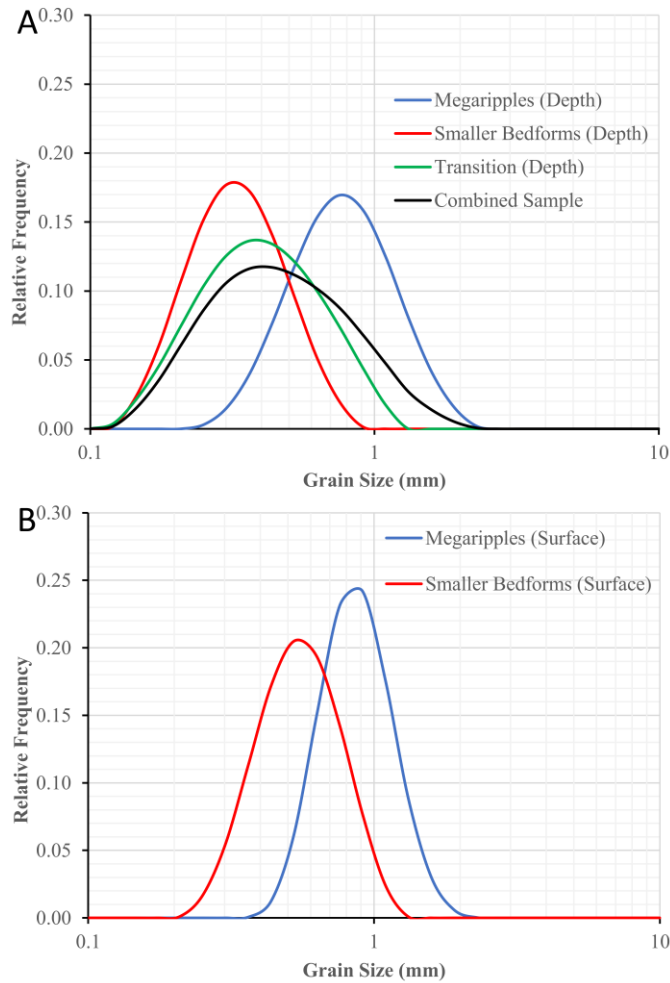 A
0.30
0.25
0.20
0.15
0.10
0.05
0.00
Relative Frequency
Megaripples (Depth)
Smaller Bedforms (Depth)
Transition (Depth)
Combined Sample
0.1
1
10
Grain Size (mm)
B
0.30
0.25
0.20
0.15
0.10
0.05
0.00
Relative Frequency
Megaripples (Surface)
Smaller Bedforms (Surface)
0.1
1
10
Grain Size (mm)